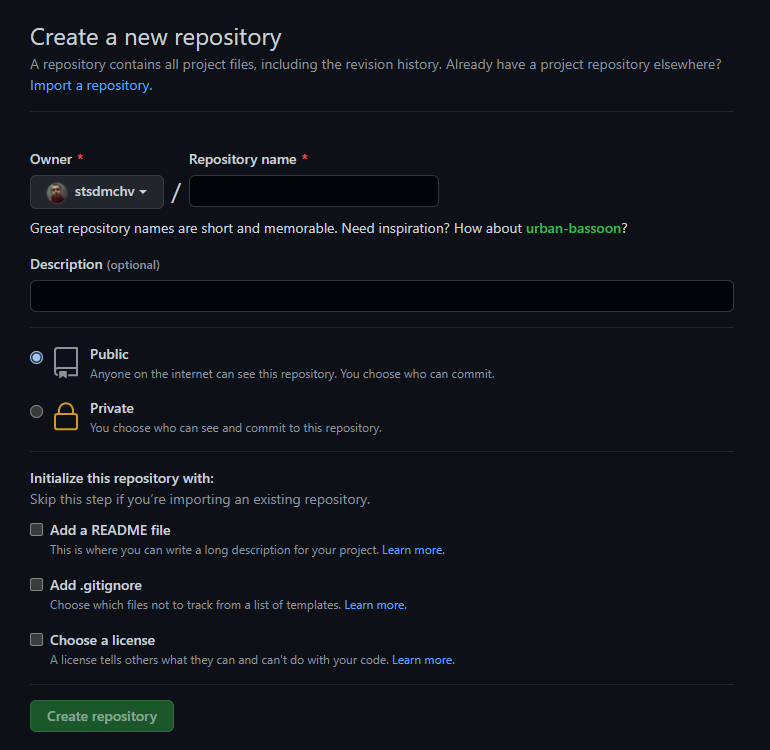 Create a new repository
A repository contains all project files, including the revision history. Already have a project repository elsewhere?
Import a repository.
Owner * Repository name *
stsdmchv /
Great repository names are short and memorable. Need inspiration? How about urban-bassoon?
Description (optional)
Public
Anyone on the internet can see this repository. You choose who can commit.
Private
You choose who can see and commit to this repository.
Initialize this repository with:
Skip this step if you’re importing an existing repository.
Add a README file
This is where you can write a long description for your project. Learn more.
Add .gitignore
Choose which files not to track from a list of templates. Learn more.
Choose a license
A license tells others what they can and can't do with your code. Learn more.
Create repository